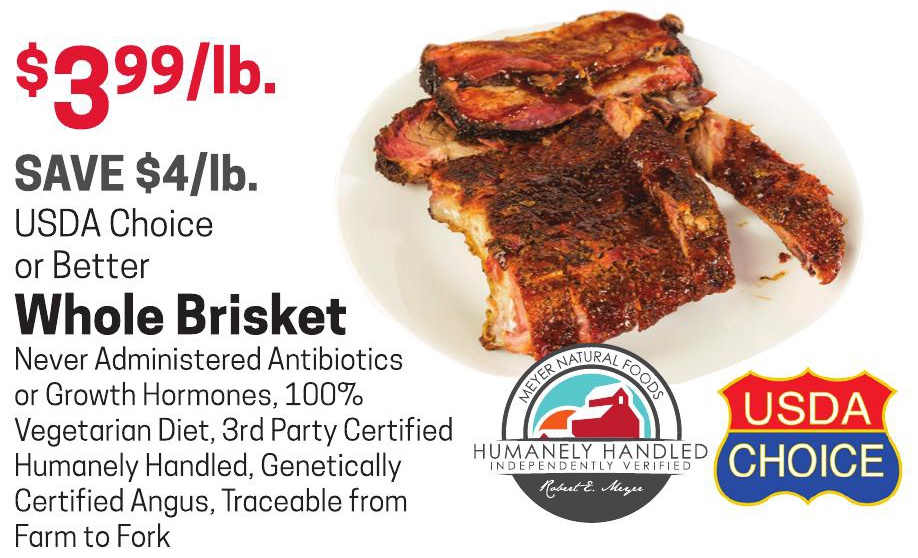 $3.99/lb.
SAVE $4/lb.
USDA Choice
or Better
Whole Brisket
Never Administered Antibiotics
or Growth Hormones, 100%
Vegetarian Diet, 3rd Party Certified
Humanely Handled, Genetically
Certified Angus, Traceable from
Farm to Fork
MEYER NATURAL FOODS
HUMANELY HANDLED
INDEPENDENTLY VERIFIED
Robert E. Meyer
USDA
CHOICE